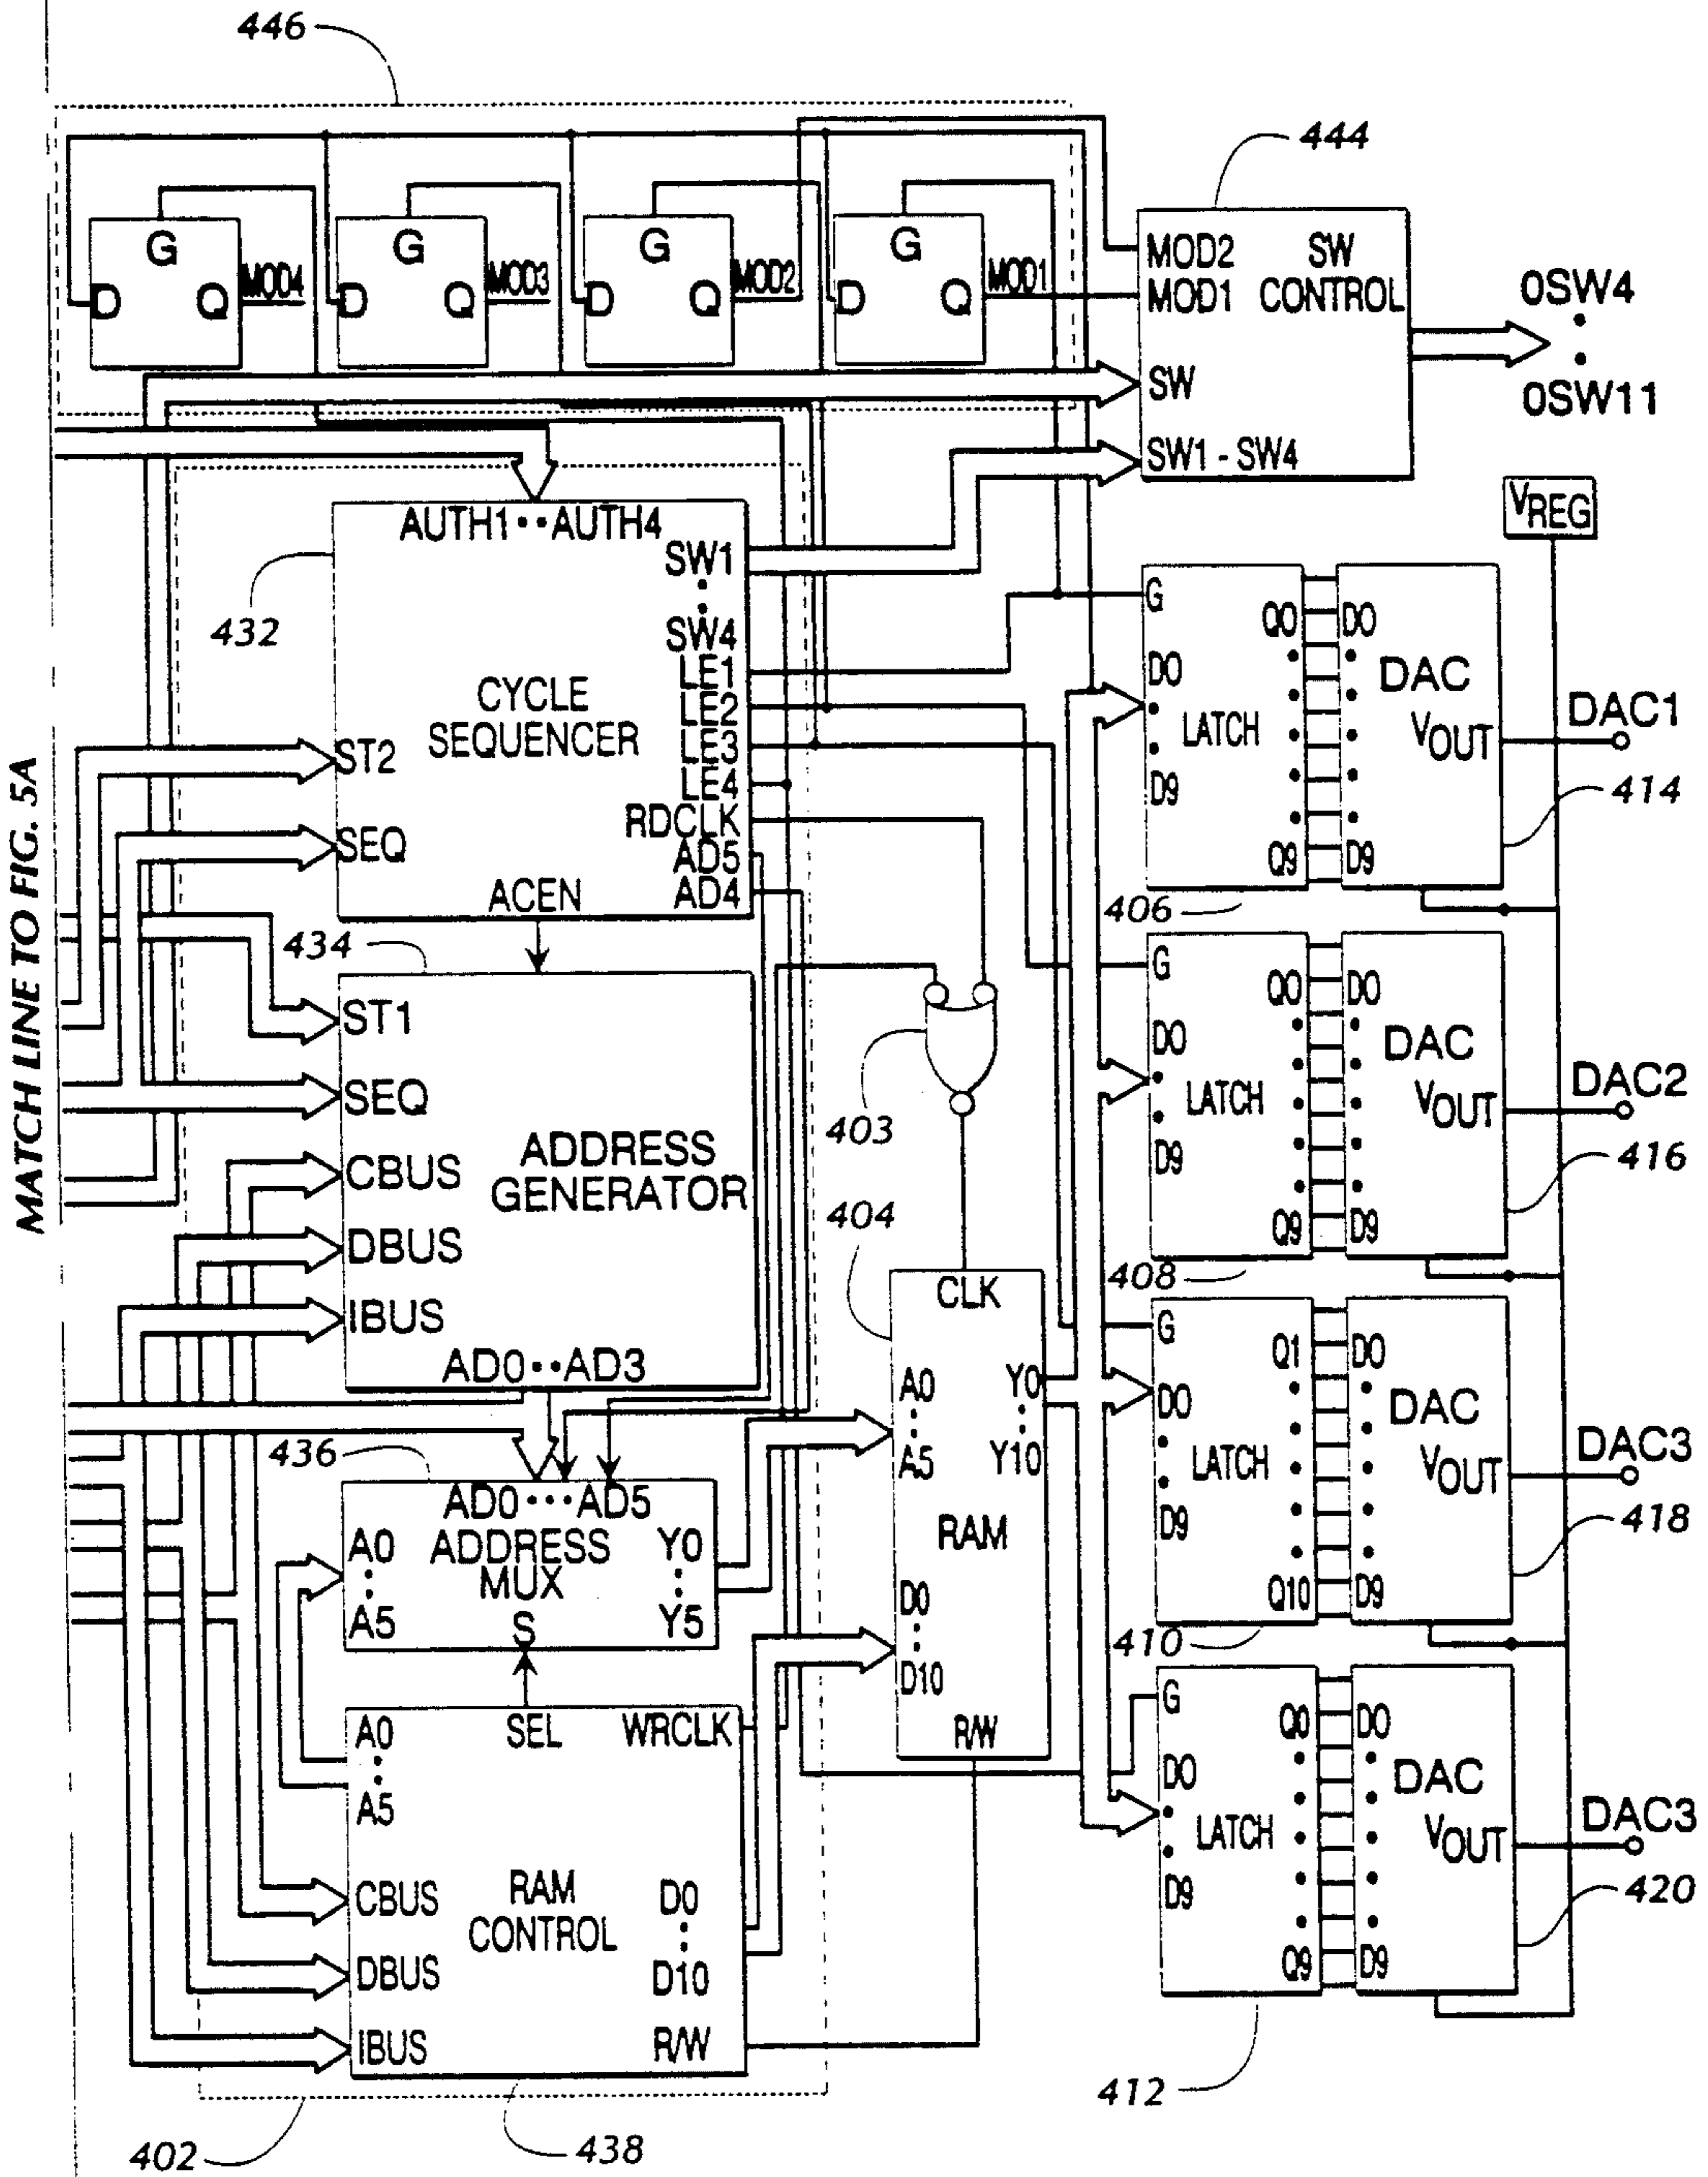 446
444
G
D
Q
MOD4
G
D
Q
MOD3
G
D
Q
MOD2
G
D
Q
MOD1
MOD2
MOD1
SW CONTROL
SW
SW1 - SW4
0SW4
0SW11
MATCH LINE TO FIG. 5A
VREG
432
AUTH1••AUTH4
SW1
SW4
LE1
LE2
LE3
LE4
RDCLK
AD5
AD4
CYCLE
SEQUENCER
ST2
SEQ
ACEN
434
ST1
SEQ
CBUS
DBUS
IBUS
ADDRESS
GENERATOR
AD0••AD3
436
AD0•••AD5
ADDRESS
MUX
A0
A5
S
Y0
Y5
A0
A5
SEL
WRCLK
CBUS
DBUS
IBUS
RAM
CONTROL
D0
D10
R/W
402
438
403
404
CLK
A0
A5
Y0
Y10
RAM
D0
D10
R/W
G
D0
D9
LATCH
Q0
Q9
406
D0
D9
DAC
VOUT
DAC1
414
G
D0
D9
LATCH
Q0
Q9
408
D0
D9
DAC
VOUT
DAC2
416
G
D0
D9
LATCH
Q1
Q10
410
D0
D9
DAC
VOUT
DAC3
418
G
D0
D9
LATCH
Q0
Q9
412
D0
D9
DAC
VOUT
DAC3
420